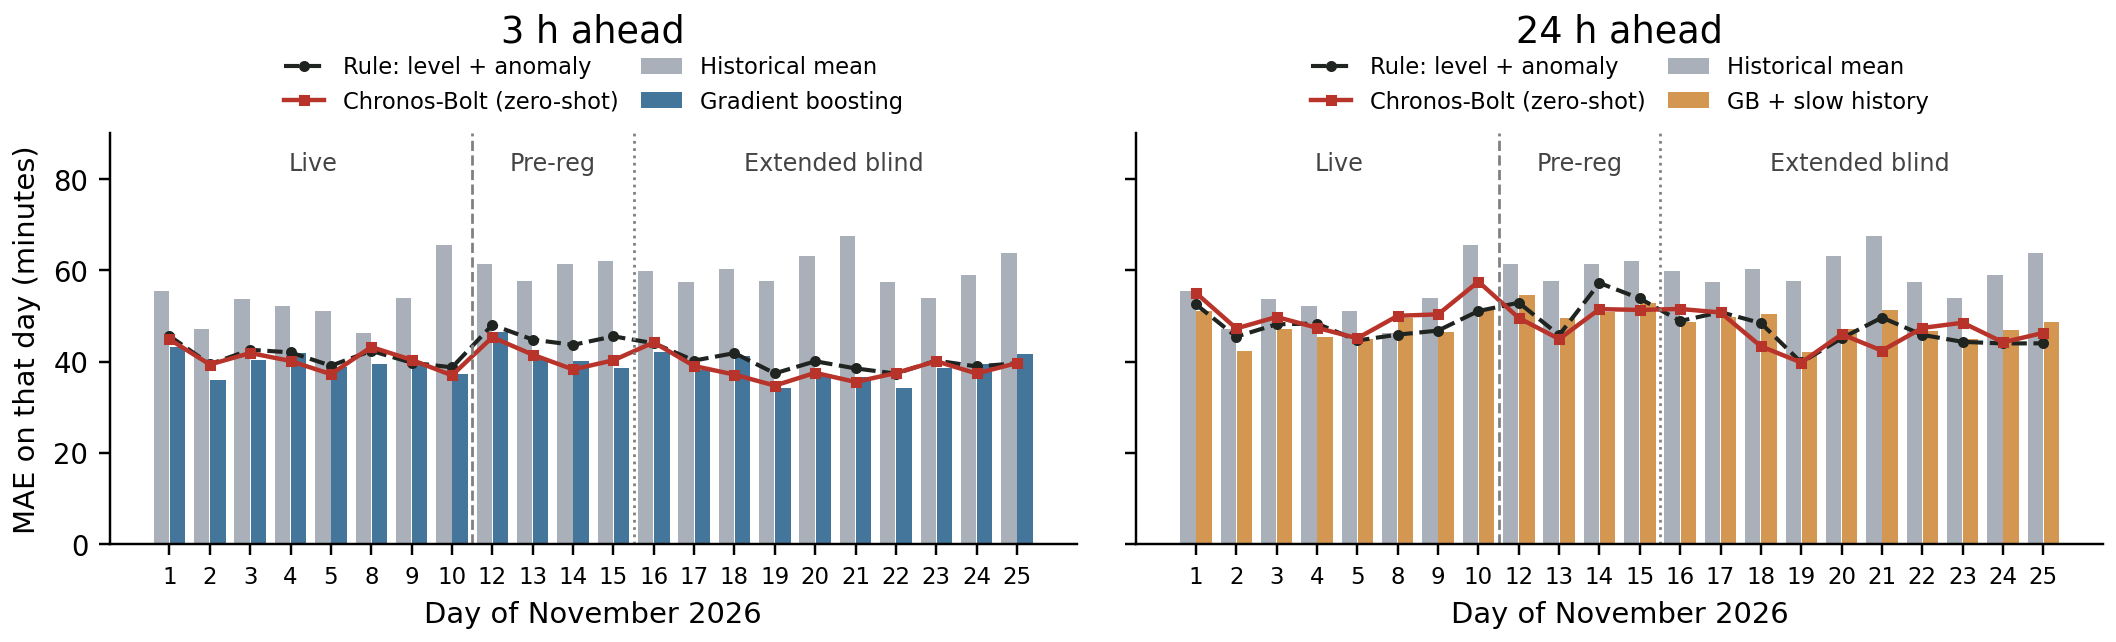 3 h ahead
Rule: level + anomaly
Chronos-Bolt (zero-shot)
Historical mean
Gradient boosting
Live
Pre-reg
Extended blind
MAE on that day (minutes)
80
60
40
20
0
1 2 3 4 5 8 9 10 12 13 14 15 16 17 18 19 20 21 22 23 24 25
Day of November 2026
24 h ahead
Rule: level + anomaly
Chronos-Bolt (zero-shot)
Historical mean
GB + slow history
Live
Pre-reg
Extended blind
1 2 3 4 5 8 9 10 12 13 14 15 16 17 18 19 20 21 22 23 24 25
Day of November 2026